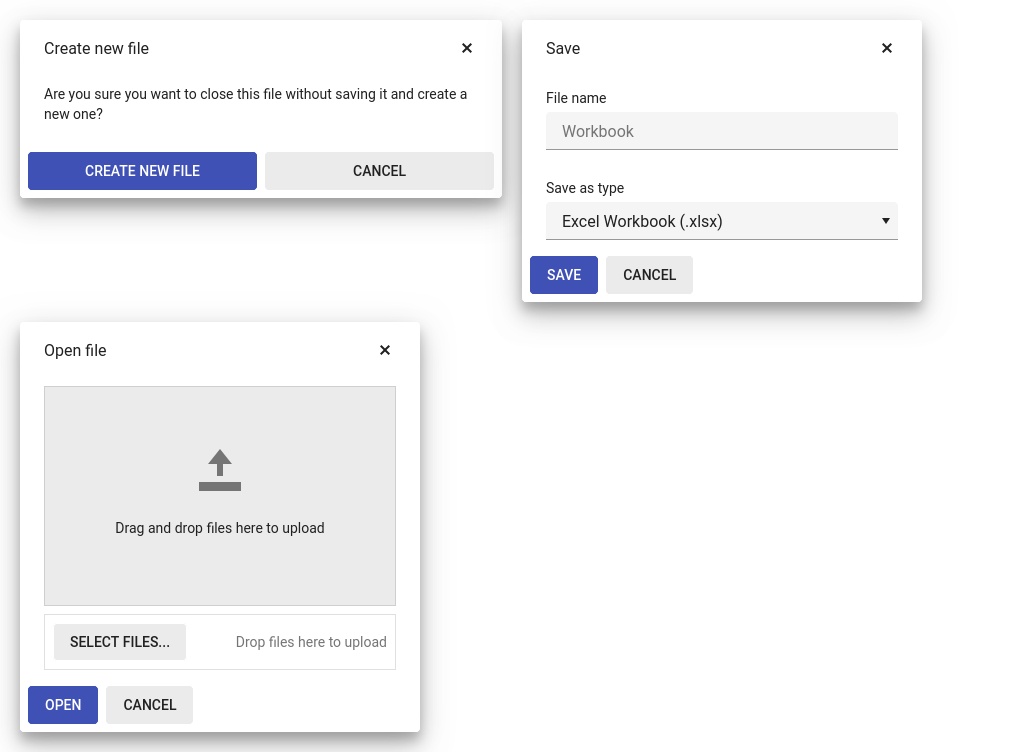 Create new file
Are you sure you want to close this file without saving it and create a
new one?
CREATE NEW FILE
CANCEL
Save
File name
Workbook
Save as type
Excel Workbook (.xlsx)
SAVE
CANCEL
Open file
Drag and drop files here to upload
SELECT FILES...
Drop files here to upload
OPEN
CANCEL